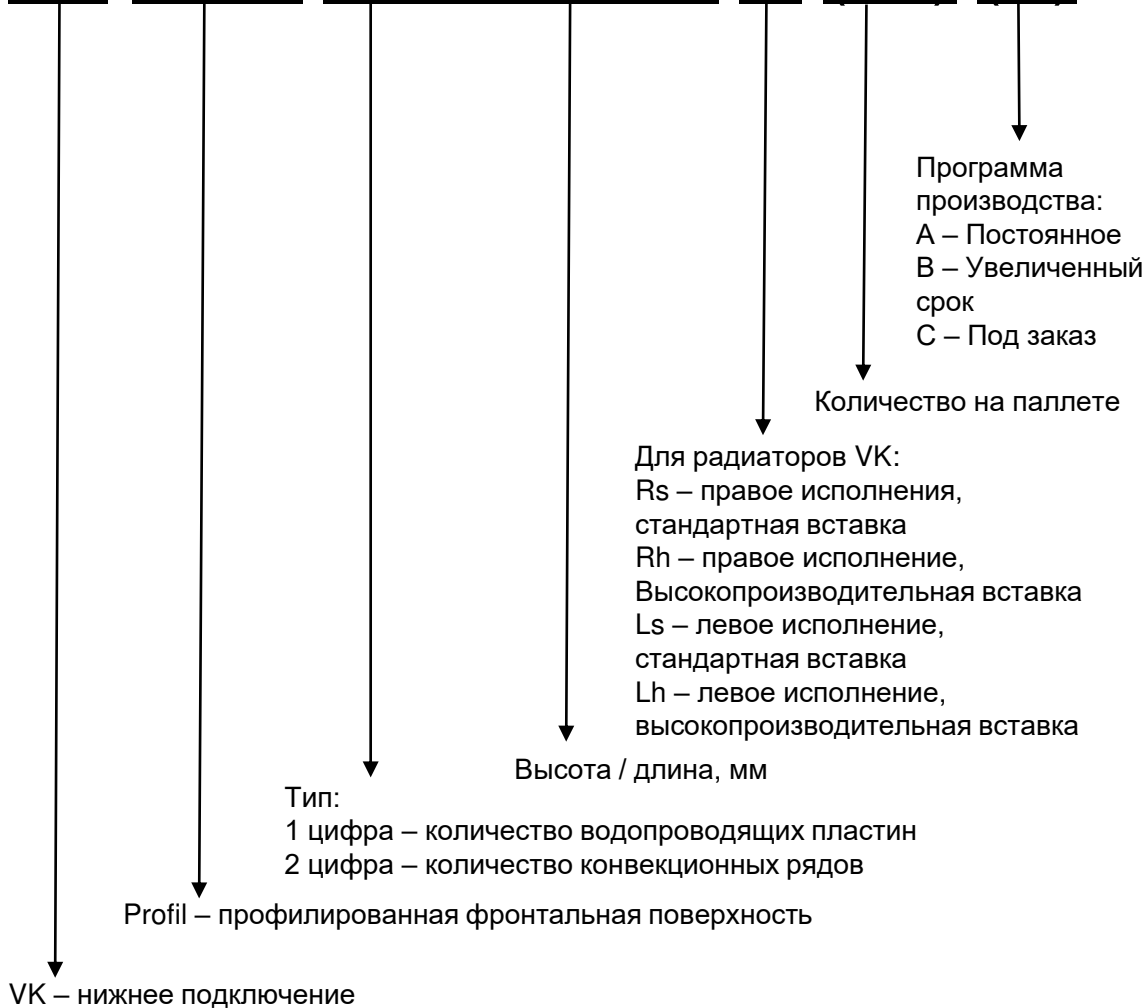 Программа
производства:
А – Постоянное
В – Увеличенный
срок
С – Под заказ
Количество на паллете
Для радиаторов VK:
Rs – правое исполнения,
стандартная вставка
Rh – правое исполнение,
Высокопроизводительная вставка
Ls – левое исполнение,
стандартная вставка
Lh – левое исполнение,
высокопроизводительная вставка
Высота / длина, мм
Тип:
1 цифра – количество водопроводящих пластин
2 цифра – количество конвекционных рядов
Profil – профилированная фронтальная поверхность
VK – нижнее подключение